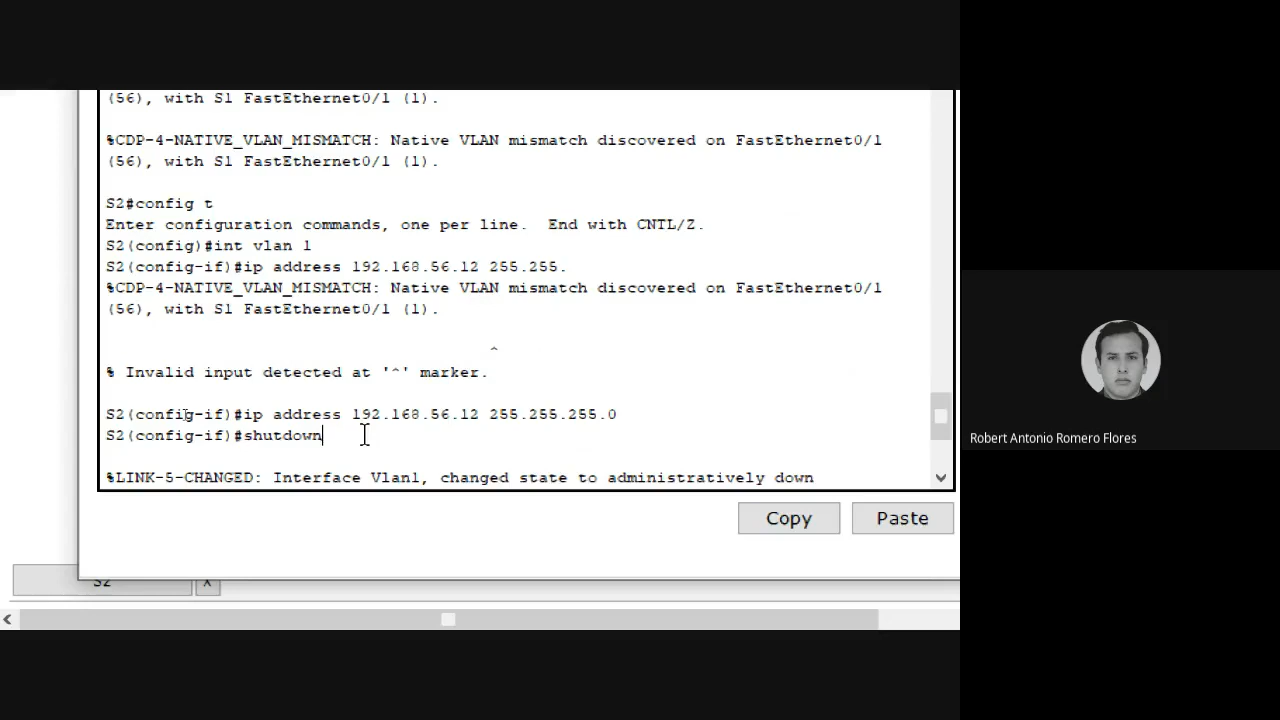 (56), with S1 FastEthernet0/1 (1).
%CDP-4-NATIVE_VLAN_MISMATCH: Native VLAN mismatch discovered on FastEthernet0/1
(56), with S1 FastEthernet0/1 (1).
S2#config t
Enter configuration commands, one per line.  End with CNTL/Z.
S2(config)#int vlan 1
S2(config-if)#ip address 192.168.56.12 255.255.
%CDP-4-NATIVE_VLAN_MISMATCH: Native VLAN mismatch discovered on FastEthernet0/1
(56), with S1 FastEthernet0/1 (1).
^
% Invalid input detected at '^' marker.
S2(config-if)#ip address 192.168.56.12 255.255.255.0
S2(config-if)#shutdown
%LINK-5-CHANGED: Interface Vlan1, changed state to administratively down
Copy
Paste
S2
X
Robert Antonio Romero Flores